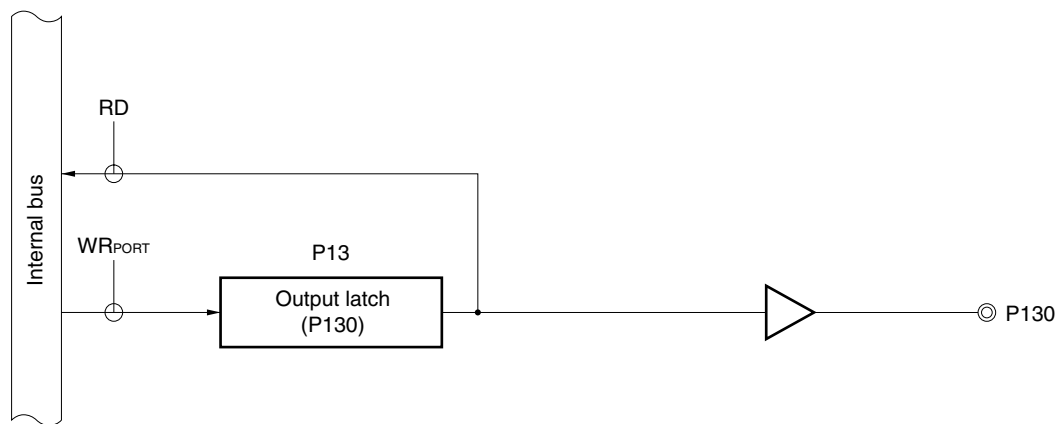 RD
Internal bus
WRPORT
P13
Output latch
(P130)
P130